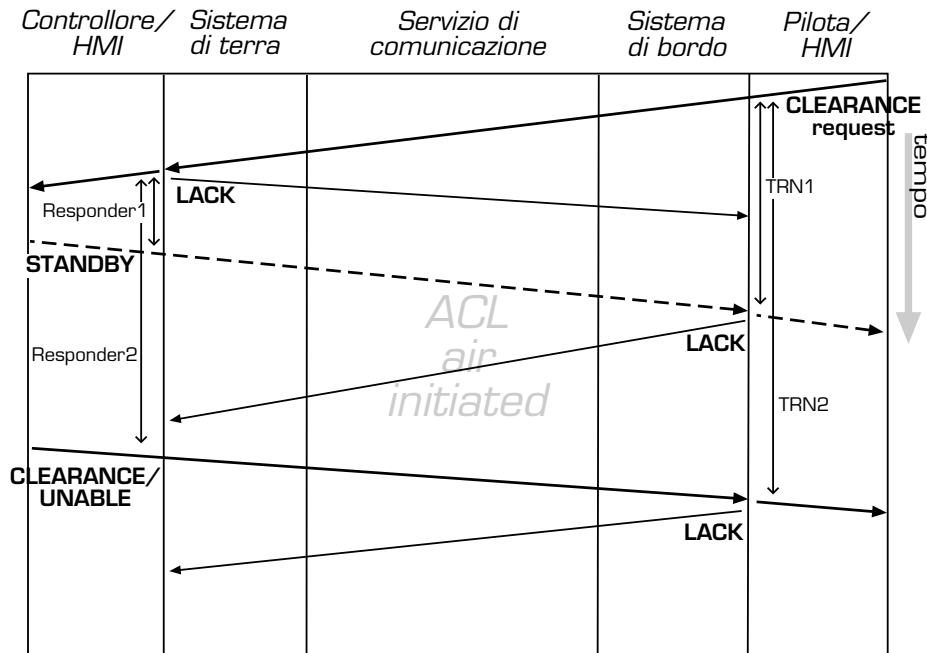 Controllore/
HMI
Sistema
di terra
Servizio di
comunicazione
Sistema
di bordo
Pilota/
HMI
CLEARANCE
request
tempo
TRN1
LACK
Responder1
STANDBY
ACL
air
initiated
LACK
Responder2
TRN2
CLEARANCE/
UNABLE
LACK